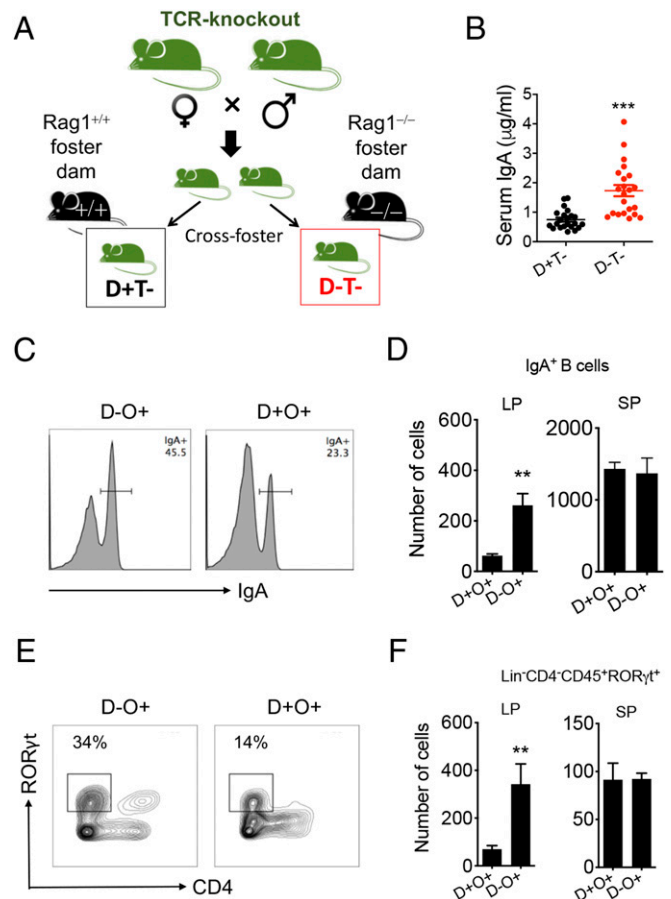 A
TCR-knockout
♀ × ♂
Rag1+/+
foster
dam
Rag1–/–
foster
dam
+/+
–/–
Cross-foster
D+T-
D-T-
B
Serum IgA (µg/ml)
5
4
3
2
1
0
***
D+T-
D-T-
C
D-O+
D+O+
IgA+
45.5
IgA+
23.3
IgA
D
IgA+ B cells
LP
SP
Number of cells
600
400
200
0
**
D+O+
D-O+
2000
1000
0
D+O+
D-O+
E
D-O+
D+O+
RORγt
34%
14%
CD4
F
Lin-CD4-CD45+RORγt+
LP
SP
Number of cells
600
400
200
0
**
D+O+
D-O+
150
100
50
0
D+O+
D-O+